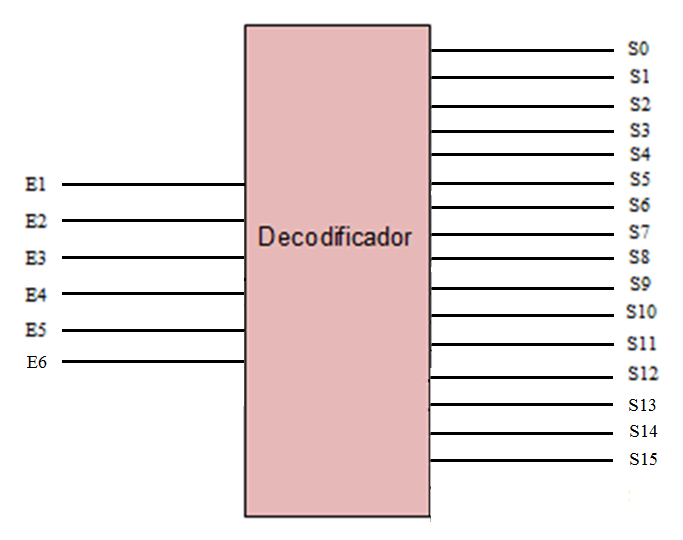 E1
E2
E3
E4
E5
E6
Decodificador
S0
S1
S2
S3
S4
S5
S6
S7
S8
S9
S10
S11
S12
S13
S14
S15